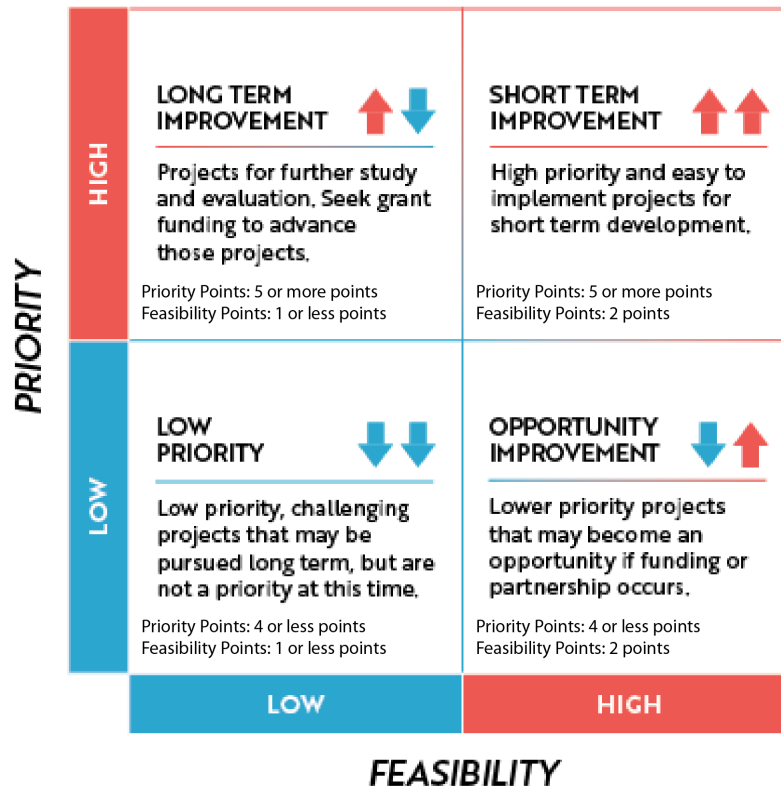 PRIORITY
HIGH
LONG TERM
IMPROVEMENT
Projects for further study
and evaluation. Seek grant
funding to advance
those projects.
Priority Points: 5 or more points
Feasibility Points: 1 or less points
SHORT TERM
IMPROVEMENT
High priority and easy to
implement projects for
short term development.
Priority Points: 5 or more points
Feasibility Points: 2 points
LOW
LOW
PRIORITY
Low priority, challenging
projects that may be
pursued long term, but are
not a priority at this time.
Priority Points: 4 or less points
Feasibility Points: 1 or less points
OPPORTUNITY
IMPROVEMENT
Lower priority projects
that may become an
opportunity if funding or
partnership occurs.
Priority Points: 4 or less points
Feasibility Points: 2 points
LOW
HIGH
FEASIBILITY